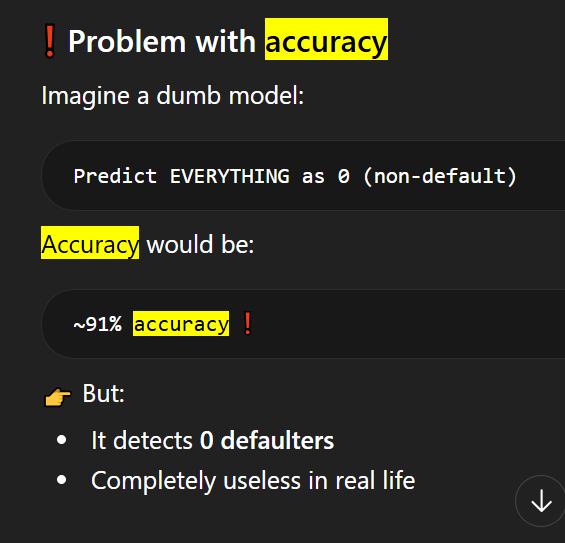 ❗ Problem with accuracy
Imagine a dumb model:
Predict EVERYTHING as 0 (non-default)
Accuracy would be:
~91% accuracy ❗
👉 But:
• It detects 0 defaulters
• Completely useless in real life